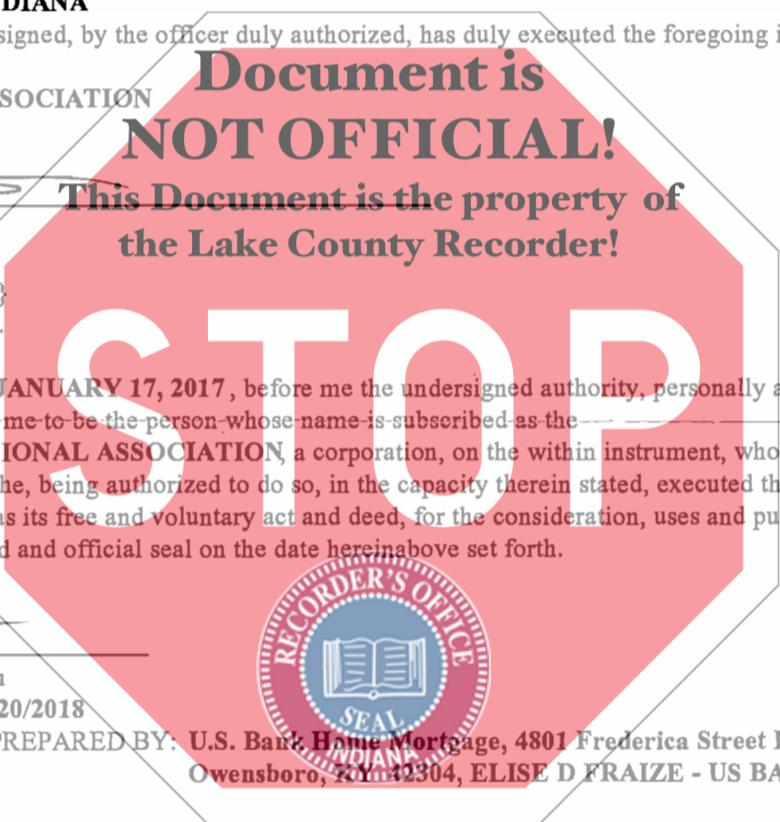 DIANA
signed, by the officer duly authorized, has duly executed the foregoing i
Document is
SOCIATION
NOT OFFICIAL!
This Document is the property of
the Lake County Recorder!
STOP
JANUARY 17, 2017, before me the undersigned authority, personally a
me to be the person whose name is subscribed as the
IONAL ASSOCIATION, a corporation, on the within instrument, who
he, being authorized to do so, in the capacity therein stated, executed th
as its free and voluntary act and deed, for the consideration, uses and pu
d and official seal on the date hereinabove set forth.
RECORDER'S OFFICE
SEAL
INDIANA
20/2018
PREPARED BY: U.S. Bank Home Mortgage, 4801 Frederica Street
Owensboro, KY 42304, ELISE D FRAIZE - US BA